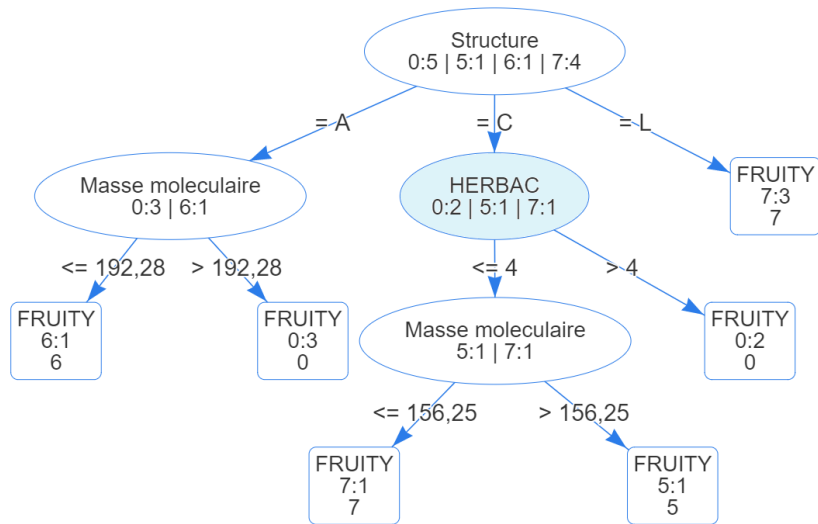 Structure
0:5 | 5:1 | 6:1 | 7:4
= A
= C
= L
Masse moleculaire
0:3 | 6:1
HERBAC
0:2 | 5:1 | 7:1
FRUITY
7:3
7
<= 192,28
> 192,28
<= 4
> 4
FRUITY
6:1
6
FRUITY
0:3
0
Masse moleculaire
5:1 | 7:1
FRUITY
0:2
0
<= 156,25
> 156,25
FRUITY
7:1
7
FRUITY
5:1
5